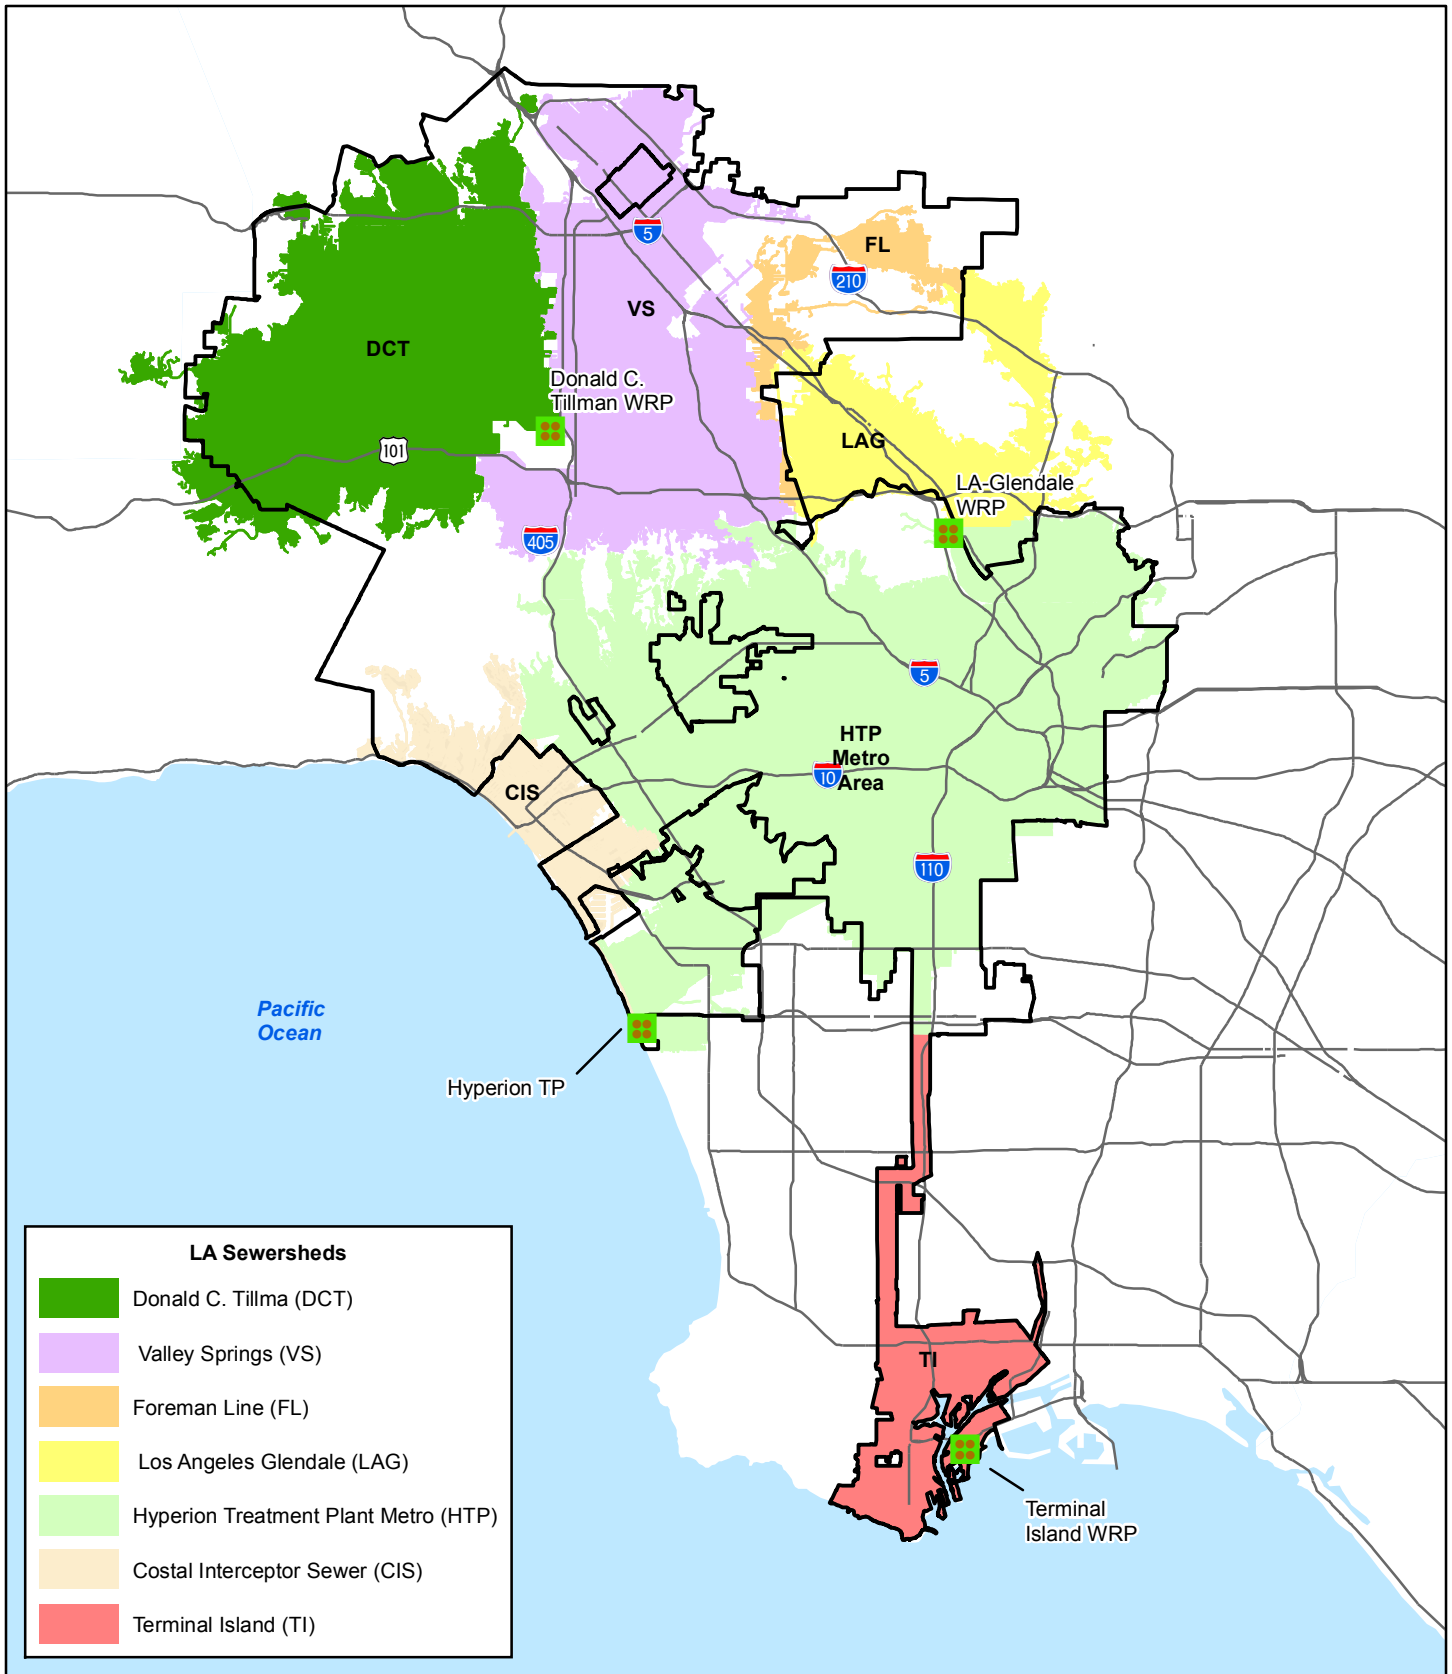 FL
5
210
VS
DCT
Donald C.
Tillman WRP
LAG
101
LA-Glendale
WRP
405
5
HTP
Metro
Area
10
CIS
110
Pacific
Ocean
Hyperion TP
TI
Terminal
Island WRP
LA Sewersheds
Donald C. Tillma (DCT)
Valley Springs (VS)
Foreman Line (FL)
Los Angeles Glendale (LAG)
Hyperion Treatment Plant Metro (HTP)
Costal Interceptor Sewer (CIS)
Terminal Island (TI)